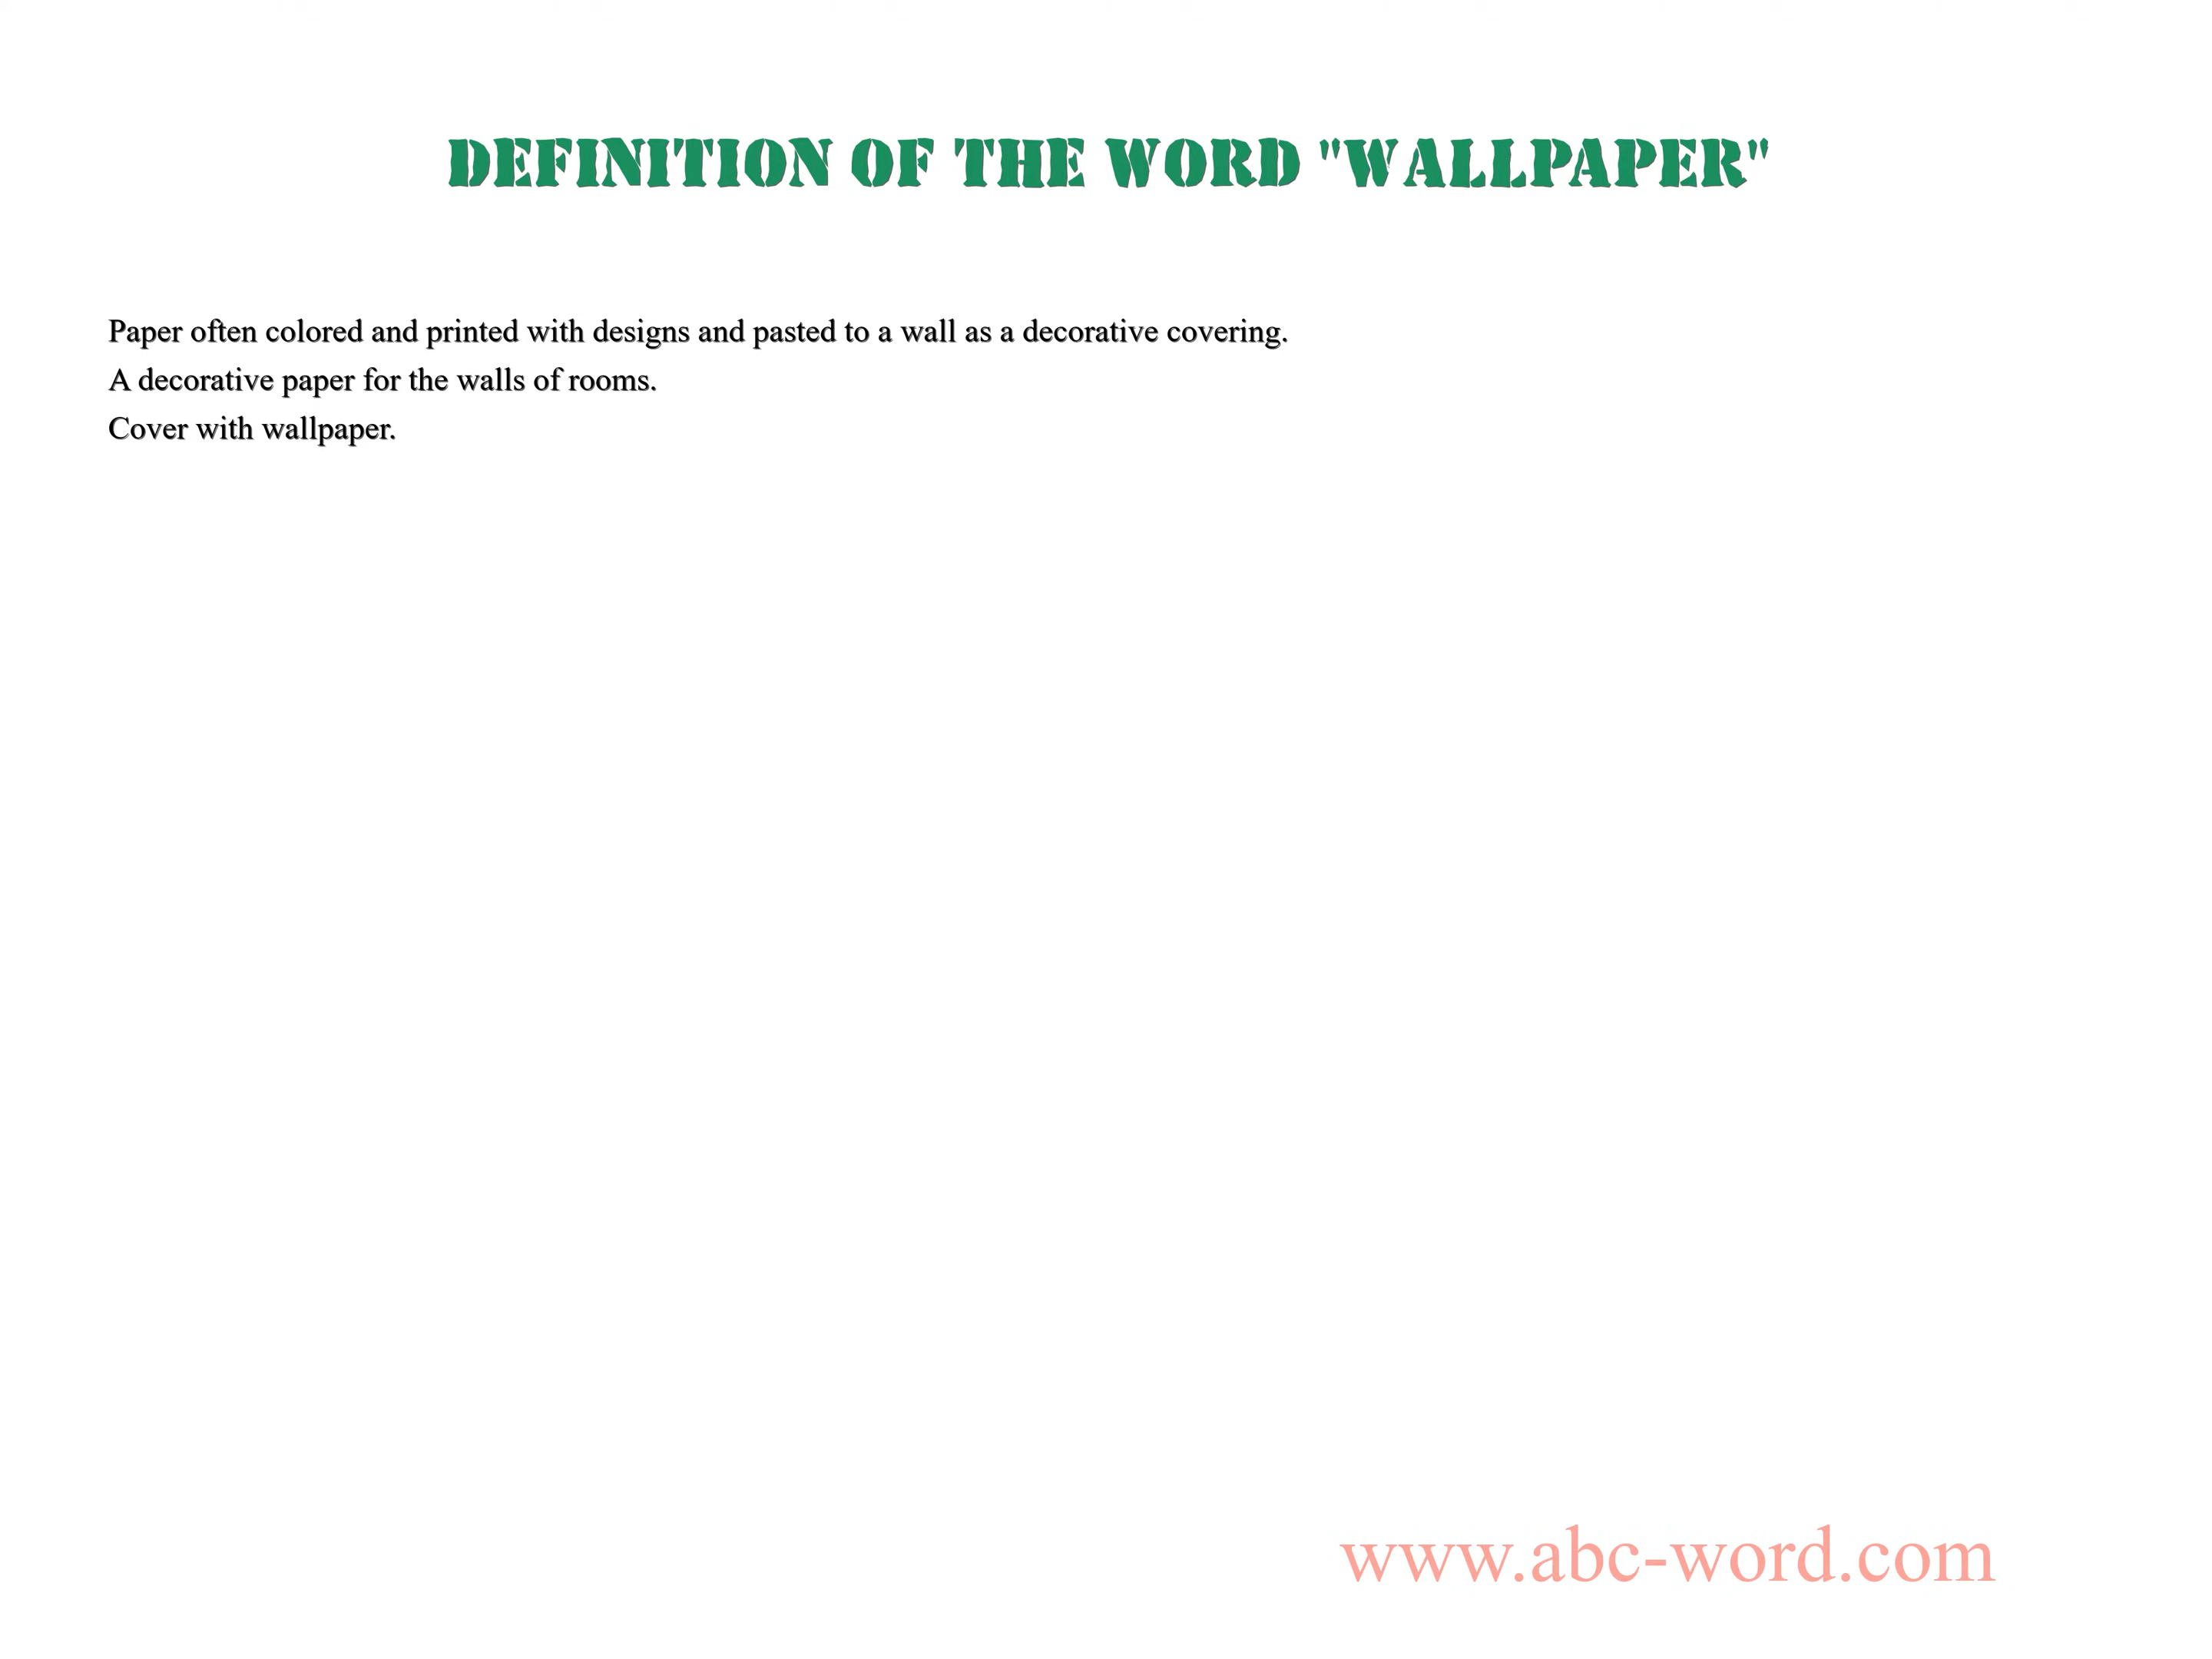 DEFINITION OF THE WORD "WALLPAPER"
Paper often colored and printed with designs and pasted to a wall as a decorative covering.
A decorative paper for the walls of rooms.
Cover with wallpaper.
www.abc-word.com